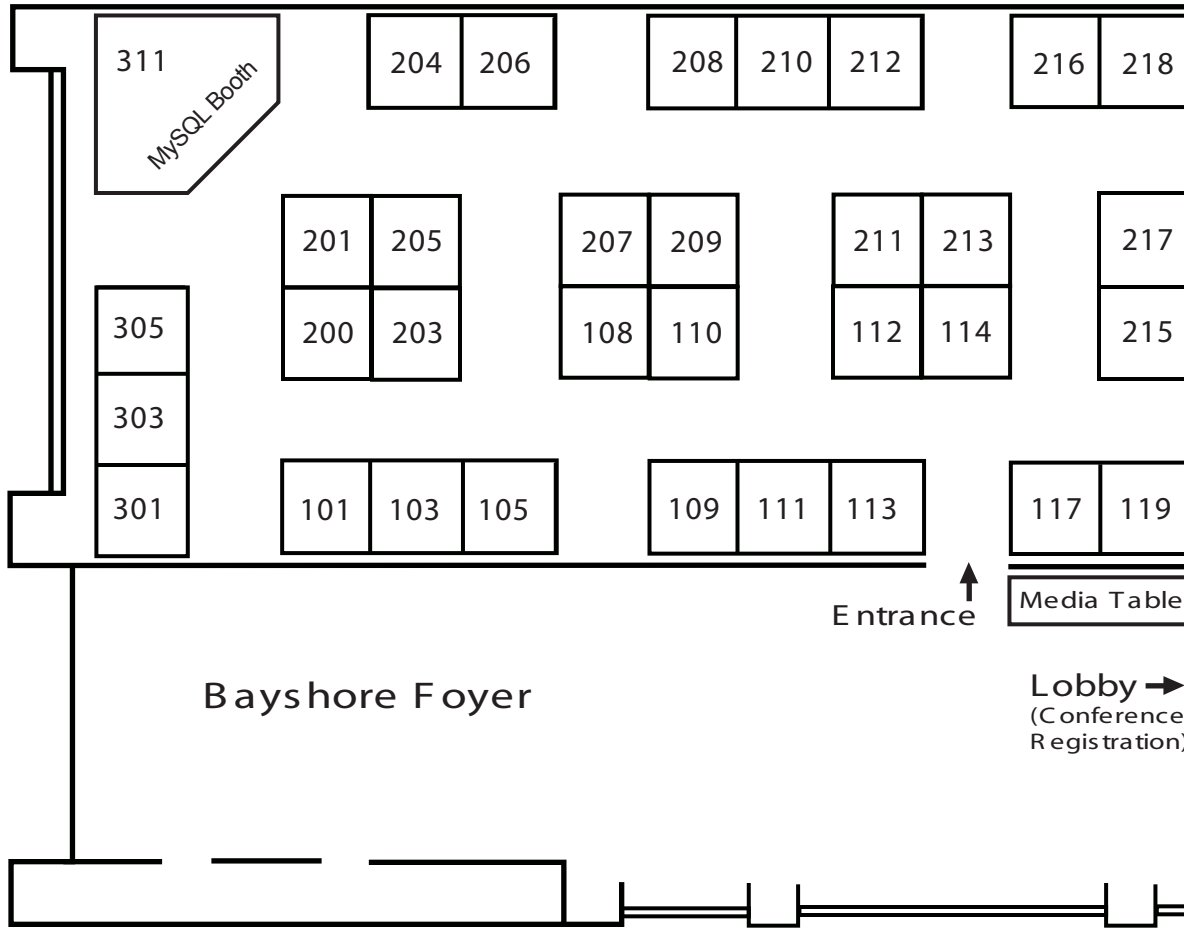 311
MySQL Booth
204 206
208 210 212
216 218
201 205
207 209
211 213
217
200 203
108 110
112 114
215
305
303
301
101 103 105
109 111 113
117 119
Entrance
Media Table
Bayshore Foyer
Lobby
(Conference
Registration)